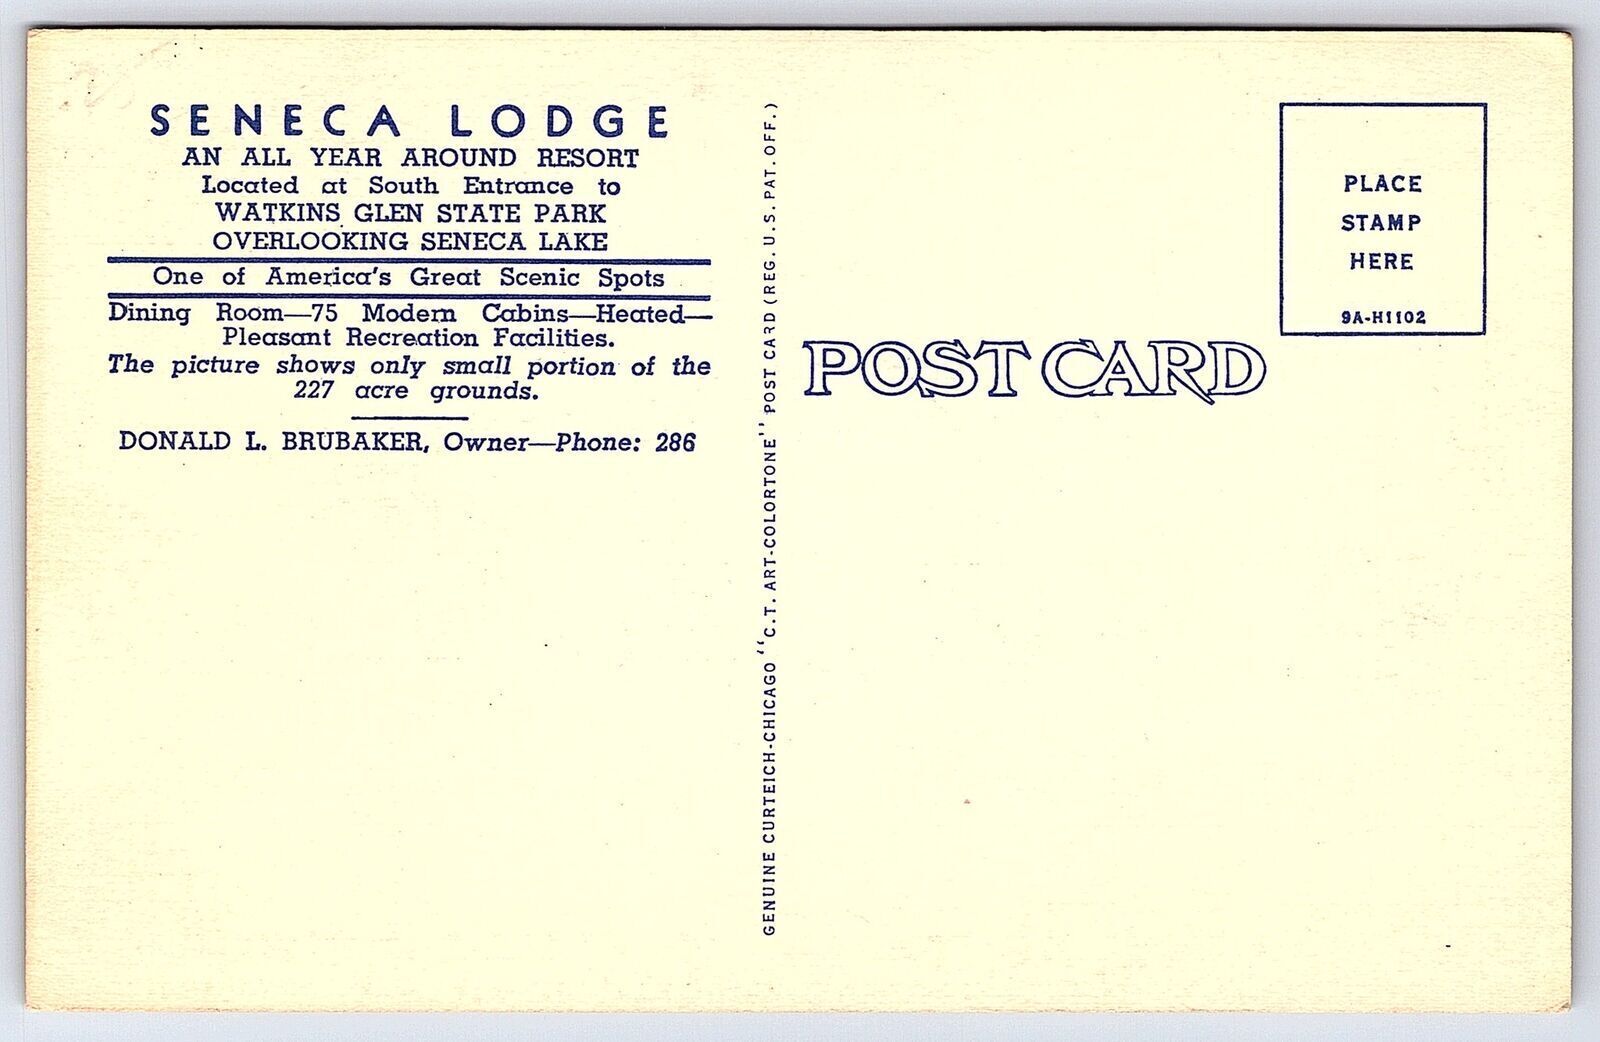 SENECA LODGE
AN ALL YEAR AROUND RESORT
Located at South Entrance to
WATKINS GLEN STATE PARK
OVERLOOKING SENECA LAKE
One of America's Great Scenic Spots
Dining Room—75 Modern Cabins—Heated—
Pleasant Recreation Facilities.
The picture shows only small portion of the
227 acre grounds.
DONALD L. BRUBAKER, Owner—Phone: 286
GENUINE CURTEICH-CHICAGO "C.T. ART-COLORTONE" POST CARD (REG. U.S. PAT. OFF.)
POST CARD
PLACE
STAMP
HERE
9A-H1102